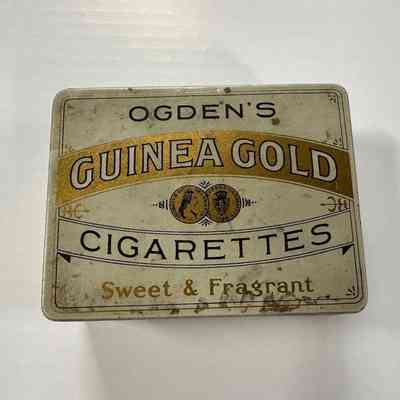 OGDEN'S
GUINEA GOLD
CIGARETTES
Sweet & Fragrant